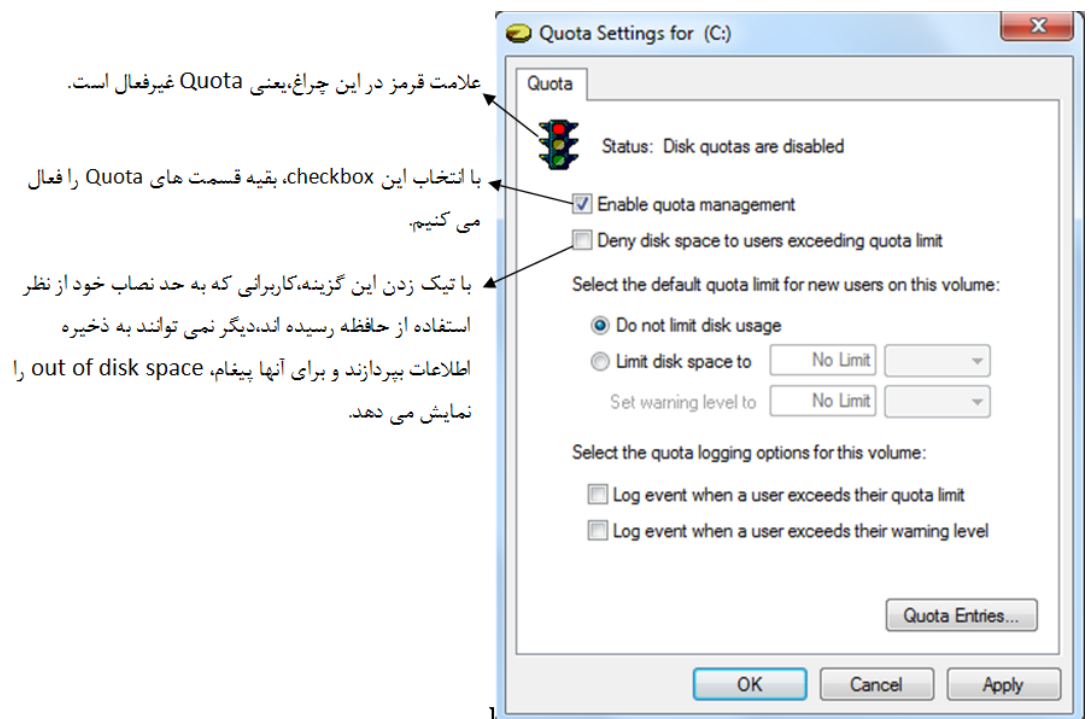 علامت قرمز در این چراغ،یعنی Quota غیرفعال است.
با انتخاب این checkbox، بقیه قسمت های Quota را فعال
می کنیم.
با تیک زدن این گزینه،کاربرانی که به حد نصاب خود از نظر
استفاده از حافظه رسیده اند،دیگر نمی توانند به ذخیره
اطلاعات بپردازند و برای آنها پیغام، out of disk space را
نمایش می دهد.
Quota Settings for (C:)
Quota
Status: Disk quotas are disabled
Enable quota management
Deny disk space to users exceeding quota limit
Select the default quota limit for new users on this volume:
Do not limit disk usage
Limit disk space to No Limit
Set warning level to No Limit
Select the quota logging options for this volume:
Log event when a user exceeds their quota limit
Log event when a user exceeds their warning level
Quota Entries...
OK Cancel Apply